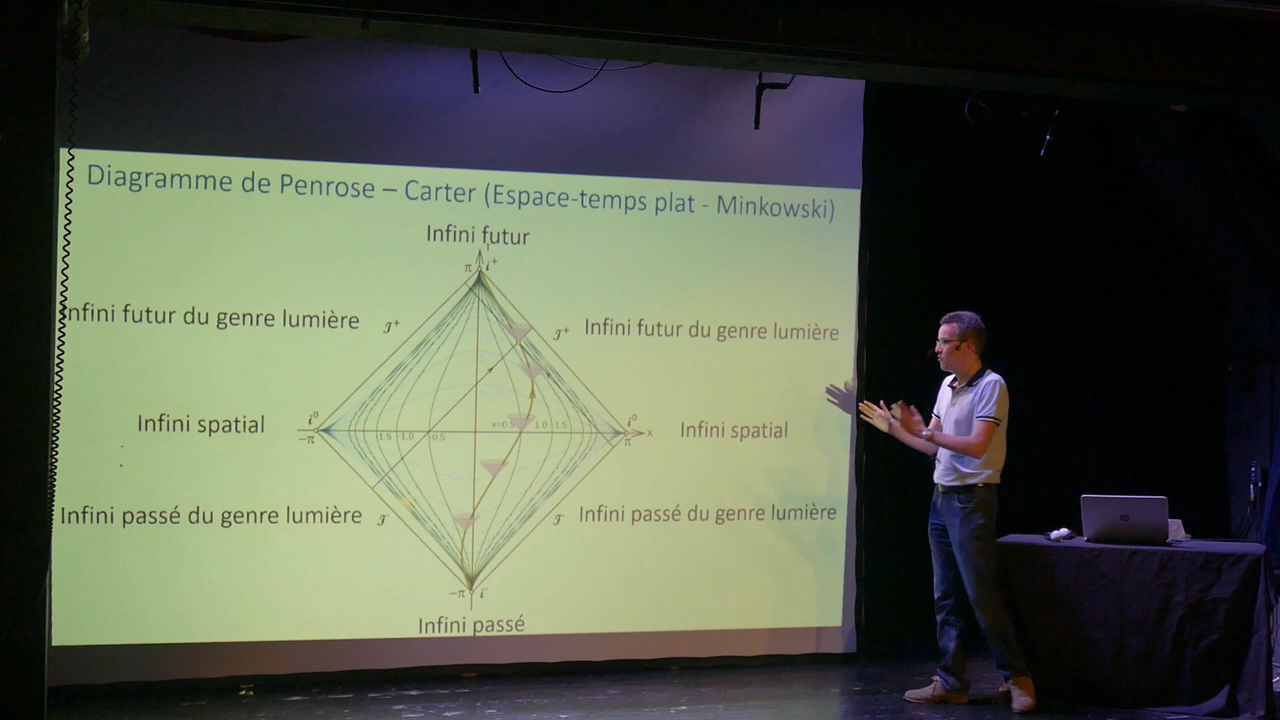 Diagramme de Penrose – Carter (Espace-temps plat - Minkowski)
Infini futur
π i⁺
Infini futur du genre lumière 𝒥⁺
𝒥⁺ Infini futur du genre lumière
Infini spatial
i⁰
-π
1.5 1.0 0.5
x=0.5 1.0 1.5
i⁰
π
x
Infini spatial
Infini passé du genre lumière 𝒥⁻
𝒥⁻ Infini passé du genre lumière
-π i⁻
Infini passé
hp